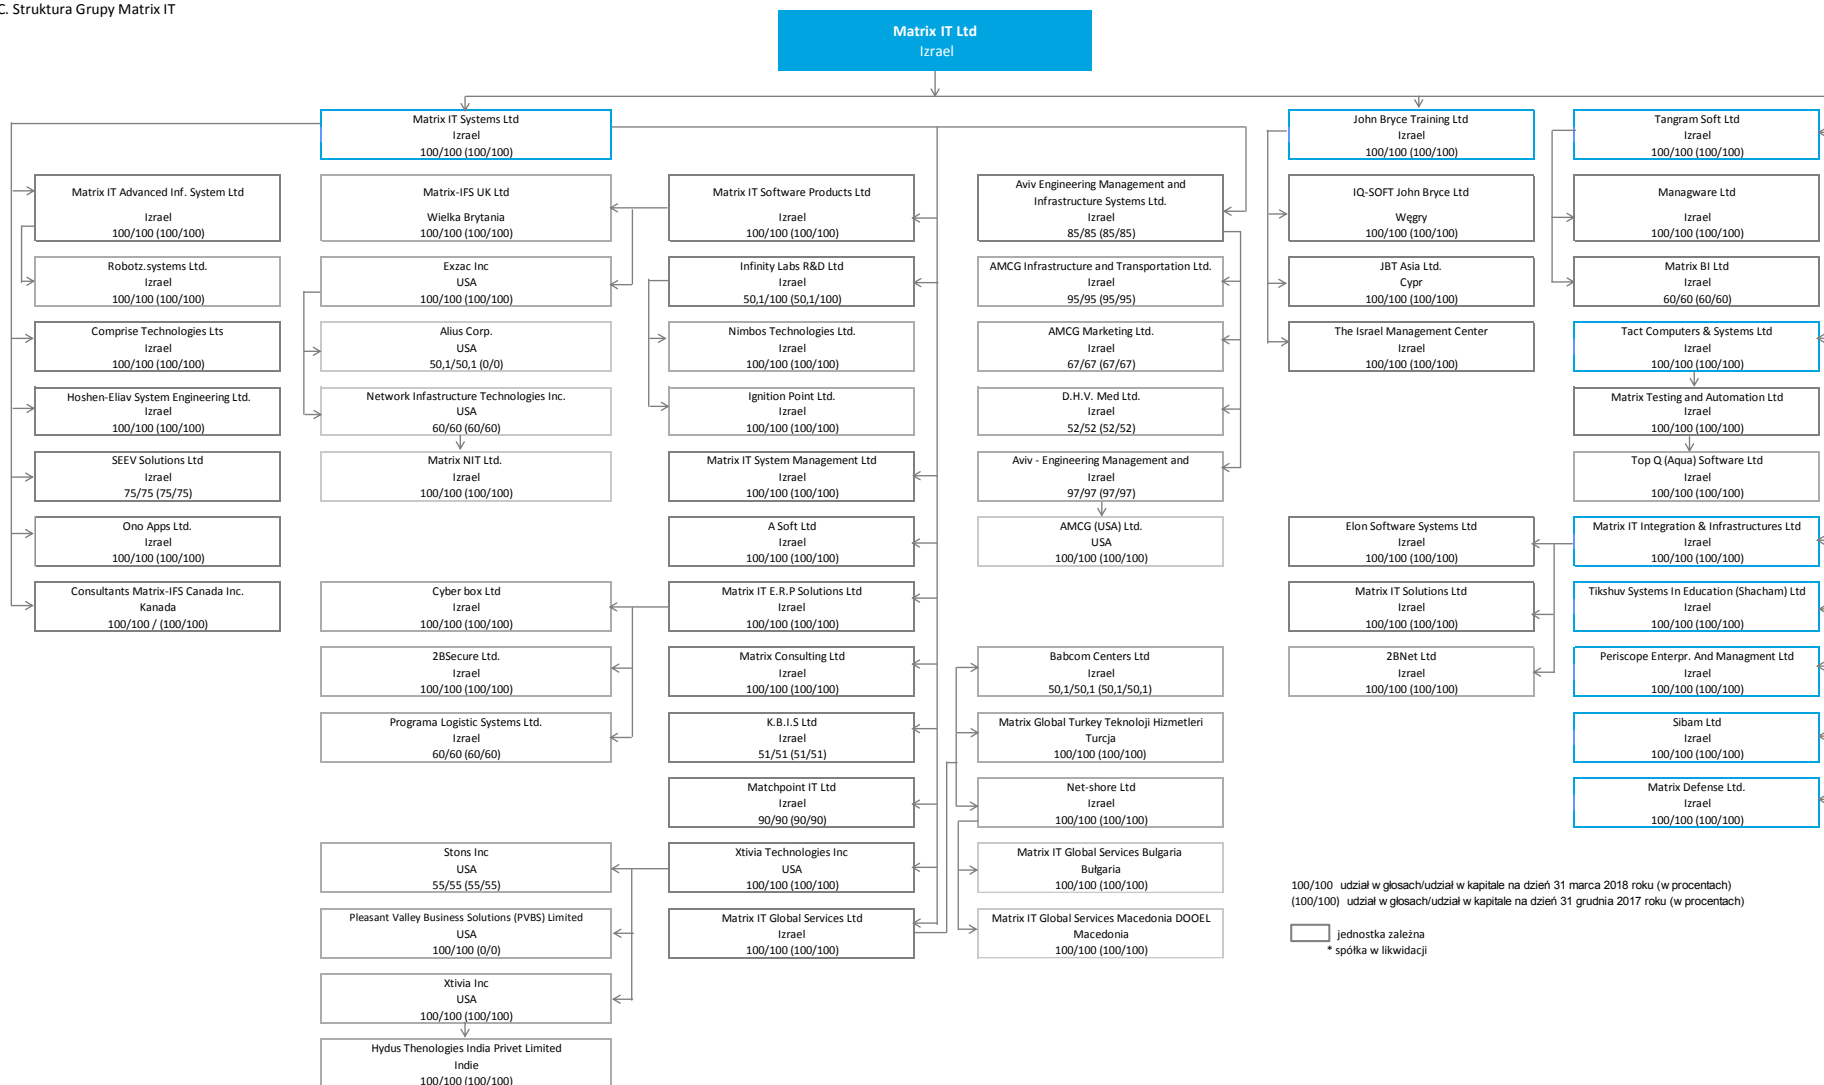 C. Struktura Grupy Matrix IT
Matrix IT Ltd
Izrael
Matrix IT Systems Ltd
Izrael
100/100 (100/100)
John Bryce Training Ltd
Izrael
100/100 (100/100)
Tangram Soft Ltd
Izrael
100/100 (100/100)
Matrix IT Advanced Inf. System Ltd
Izrael
100/100 (100/100)
Matrix-IFS UK Ltd
Wielka Brytania
100/100 (100/100)
Matrix IT Software Products Ltd
Izrael
100/100 (100/100)
Aviv Engineering Management and
Infrastructure Systems Ltd.
Izrael
85/85 (85/85)
IQ-SOFT John Bryce Ltd
Węgry
100/100 (100/100)
Managware Ltd
Izrael
100/100 (100/100)
Robotz.systems Ltd.
Izrael
100/100 (100/100)
Exzac Inc
USA
100/100 (100/100)
Infinity Labs R&D Ltd
Izrael
50,1/100 (50,1/100)
AMCG Infrastructure and Transportation Ltd.
Izrael
95/95 (95/95)
JBT Asia Ltd.
Cypr
100/100 (100/100)
Matrix BI Ltd
Izrael
60/60 (60/60)
Comprise Technologies Lts
Izrael
100/100 (100/100)
Alius Corp.
USA
50,1/50,1 (0/0)
Nimbos Technologies Ltd.
Izrael
100/100 (100/100)
AMCG Marketing Ltd.
Izrael
67/67 (67/67)
The Israel Management Center
Izrael
100/100 (100/100)
Tact Computers & Systems Ltd
Izrael
100/100 (100/100)
Hoshen-Eliav System Engineering Ltd.
Izrael
100/100 (100/100)
Network Infastructure Technologies Inc.
USA
60/60 (60/60)
Ignition Point Ltd.
Izrael
100/100 (100/100)
D.H.V. Med Ltd.
Izrael
52/52 (52/52)
Matrix Testing and Automation Ltd
Izrael
100/100 (100/100)
SEEV Solutions Ltd
Izrael
75/75 (75/75)
Matrix NIT Ltd.
Izrael
100/100 (100/100)
Matrix IT System Management Ltd
Izrael
100/100 (100/100)
Aviv - Engineering Management and
Izrael
97/97 (97/97)
Top Q (Aqua) Software Ltd
Izrael
100/100 (100/100)
Ono Apps Ltd.
Izrael
100/100 (100/100)
A Soft Ltd
Izrael
100/100 (100/100)
AMCG (USA) Ltd.
USA
100/100 (100/100)
Elon Software Systems Ltd
Izrael
100/100 (100/100)
Matrix IT Integration & Infrastructures Ltd
Izrael
100/100 (100/100)
Consultants Matrix-IFS Canada Inc.
Kanada
100/100 / (100/100)
Cyber box Ltd
Izrael
100/100 (100/100)
Matrix IT E.R.P Solutions Ltd
Izrael
100/100 (100/100)
Matrix IT Solutions Ltd
Izrael
100/100 (100/100)
Tikshuv Systems In Education (Shacham) Ltd
Izrael
100/100 (100/100)
2BSecure Ltd.
Izrael
100/100 (100/100)
Matrix Consulting Ltd
Izrael
100/100 (100/100)
Babcom Centers Ltd
Izrael
50,1/50,1 (50,1/50,1)
2BNet Ltd
Izrael
100/100 (100/100)
Periscope Enterpr. And Managment Ltd
Izrael
100/100 (100/100)
Programa Logistic Systems Ltd.
Izrael
60/60 (60/60)
K.B.I.S Ltd
Izrael
51/51 (51/51)
Matrix Global Turkey Teknoloji Hizmetleri
Turcja
100/100 (100/100)
Sibam Ltd
Izrael
100/100 (100/100)
Matchpoint IT Ltd
Izrael
90/90 (90/90)
Net-shore Ltd
Izrael
100/100 (100/100)
Matrix Defense Ltd.
Izrael
100/100 (100/100)
Stons Inc
USA
55/55 (55/55)
Xtivia Technologies Inc
USA
100/100 (100/100)
Matrix IT Global Services Bulgaria
Bułgaria
100/100 (100/100)
Pleasant Valley Business Solutions (PVBS) Limited
USA
100/100 (0/0)
Matrix IT Global Services Ltd
Izrael
100/100 (100/100)
Matrix IT Global Services Macedonia DOOEL
Macedonia
100/100 (100/100)
Xtivia Inc
USA
100/100 (100/100)
Hydus Thenologies India Privet Limited
Indie
100/100 (100/100)
100/100 udział w głosach/udział w kapitale na dzień 31 marca 2018 roku (w procentach)
(100/100) udział w głosach/udział w kapitale na dzień 31 grudnia 2017 roku (w procentach)
jednostka zależna
* spółka w likwidacji